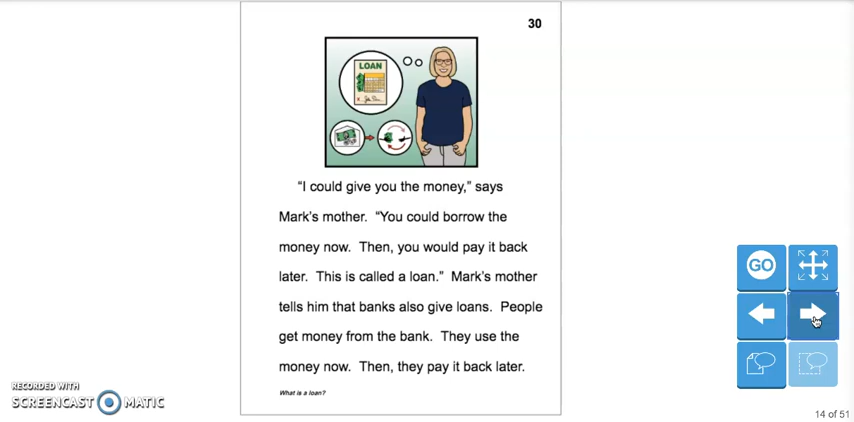 30
LOAN
“I could give you the money,” says
Mark’s mother.  “You could borrow the
money now.  Then, you would pay it back
later.  This is called a loan.”  Mark’s mother
tells him that banks also give loans.  People
get money from the bank.  They use the
money now.  Then, they pay it back later.
What is a loan?
GO
14 of 51
RECORDED WITH
SCREENCAST MATIC